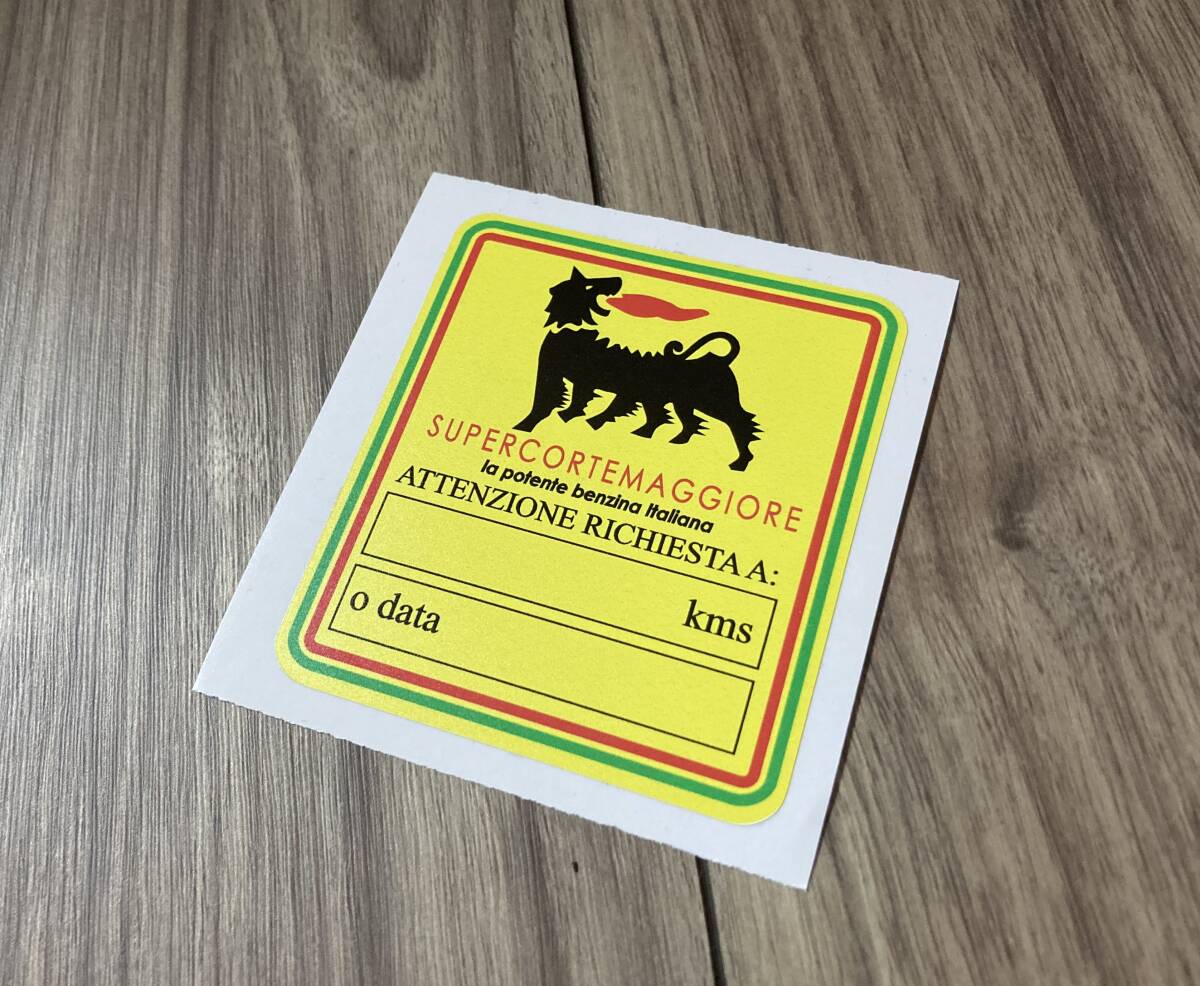 SUPERCORTEMAGGIORE
la potente benzina italiana
ATTENZIONE RICHIESTA A:
kms
o data